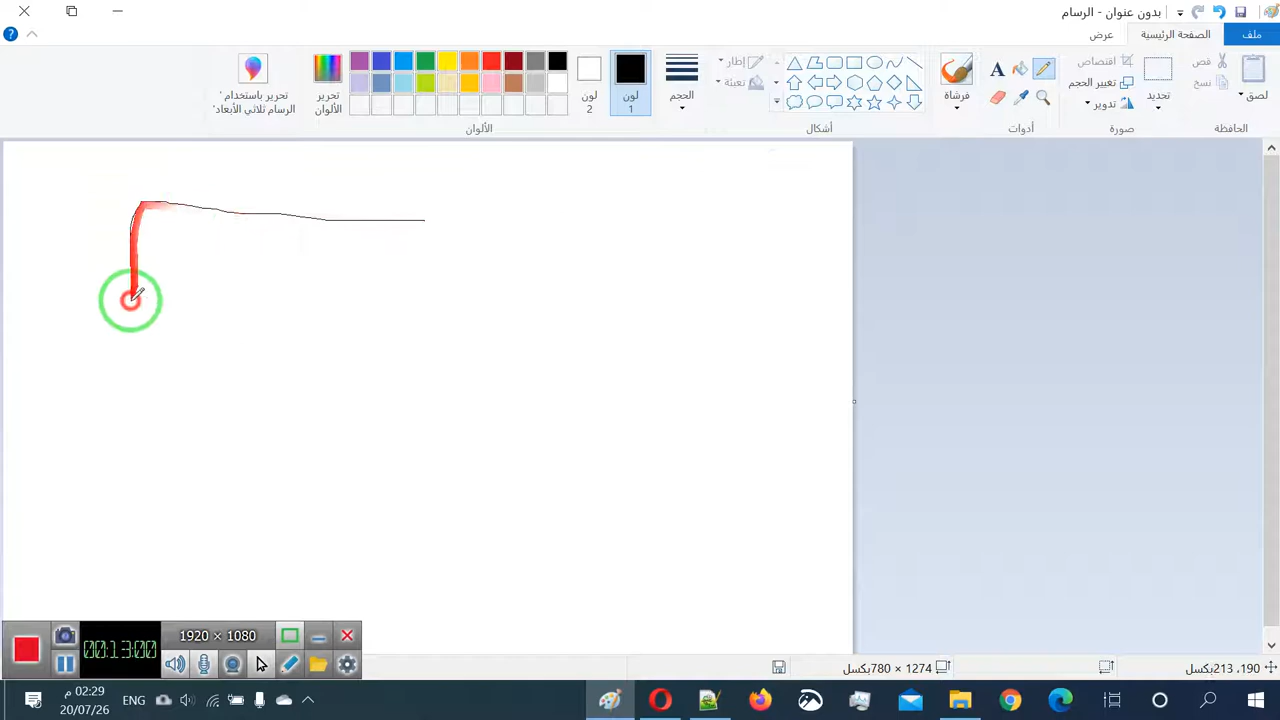 بدون عنوان - الرسام
ملف
الصفحة الرئيسية
عرض
لصق
قص
نسخ
الحافظة
تحديد
اقتصاص
تغيير الحجم
تدوير
صورة
A
أدوات
فرشاة
إطار
تعبئة
أشكال
الحجم
لون
1
لون
2
الألوان
تحرير
الألوان
تحرير باستخدام
الرسام ثلاثي الأبعاد
?
00:13:00
1920 × 1080
1274 × 780بكسل
213، 190بكسل
02:29 م
20/07/26
ENG